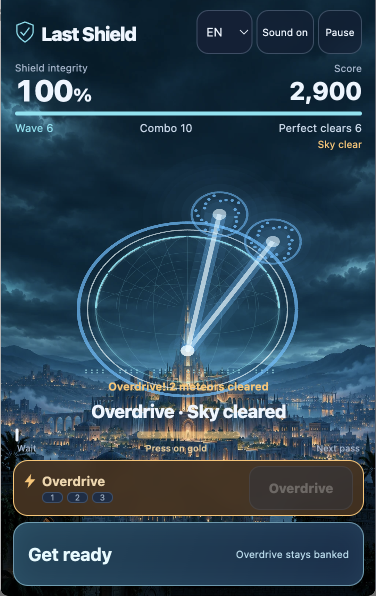 Last Shield
EN
Sound on
Pause
Shield integrity
Score
100%
2,900
Wave 6
Combo 10
Perfect clears 6
Sky clear
Overdrive! 2 meteors cleared
Overdrive · Sky cleared
Wait
Press on gold
Next pass
Overdrive
1
2
3
Overdrive
Get ready
Overdrive stays banked